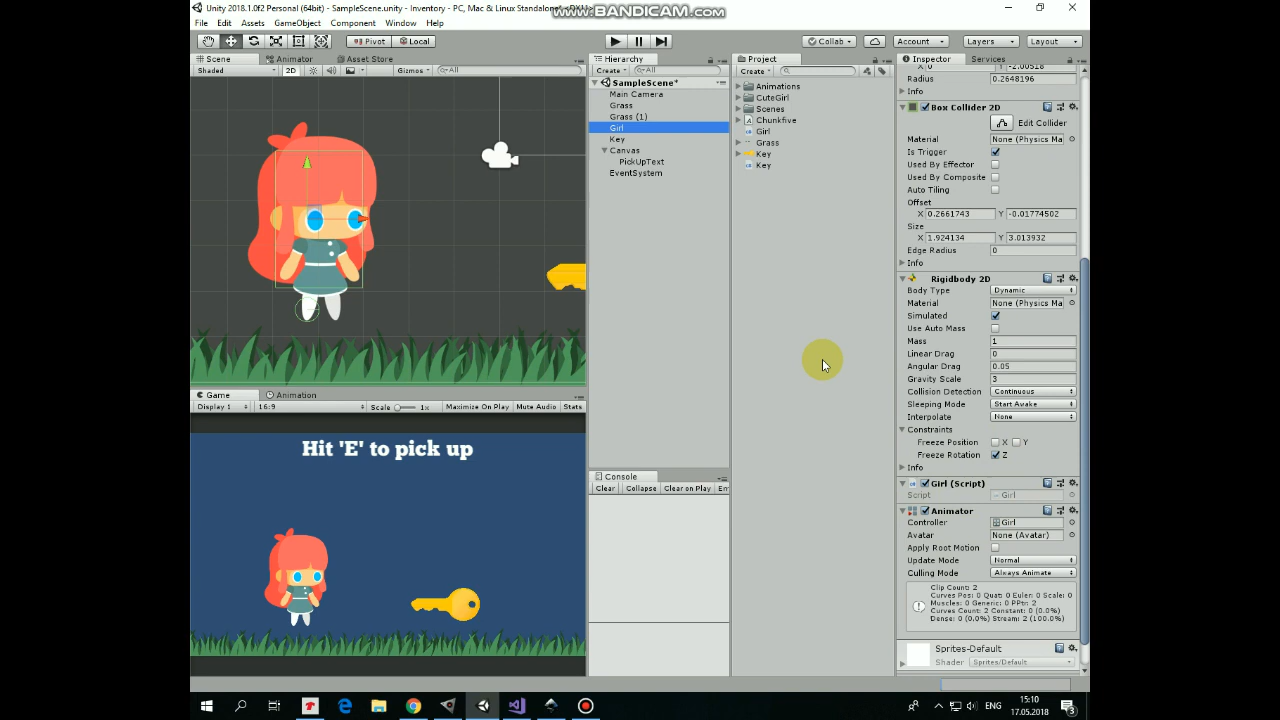 Unity 2018.1.0f2 Personal (64bit) - SampleScene.unity - Inventory - PC, Mac & Linux Standalone
www.BANDICAM.com
File Edit Assets GameObject Component Window Help
Pivot Local Collab Account Layers Layout
Scene Animator Asset Store
Shaded 2D Gizmos All
Hierarchy
Create All
SampleScene*
Main Camera
Grass
Grass (1)
Girl
Key
Canvas
PickUpText
EventSystem
Project
Create
Animations
CuteGirl
Scenes
Chunkfive
Girl
Grass
Key
Key
Inspector Services
Radius 0.2648196
Info
Box Collider 2D
Edit Collider
Material None (Physics Ma
Is Trigger
Used By Effector
Used By Composite
Auto Tiling
Offset
X 0.2661743 Y -0.01774502
Size
X 1.924134 Y 3.013932
Edge Radius 0
Info
Rigidbody 2D
Body Type Dynamic
Material None (Physics Ma
Simulated
Use Auto Mass
Mass 1
Linear Drag 0
Angular Drag 0.05
Gravity Scale 3
Collision Detection Continuous
Sleeping Mode Start Awake
Interpolate None
Constraints
Freeze Position X Y
Freeze Rotation Z
Info
Girl (Script)
Script Girl
Animator
Controller Girl
Avatar None (Avatar)
Apply Root Motion
Update Mode Normal
Culling Mode Always Animate
Clip Count: 2
Curves Pos: 0 Quat: 0 Euler: 0 Scale: 0
Muscles: 0 Generic: 0 PPtr: 2
Curves Count: 2 Constant: 0 (0.0%)
Dense: 0 (0.0%) Stream: 2 (100.0%)
Sprites-Default
Shader Sprites/Default
Game Animation
Display 1 16:9 Scale 1x Maximize On Play Mute Audio Stats
Hit 'E' to pick up
Console
Clear Collapse Clear on Play
ENG
15:10
17.05.2018
3